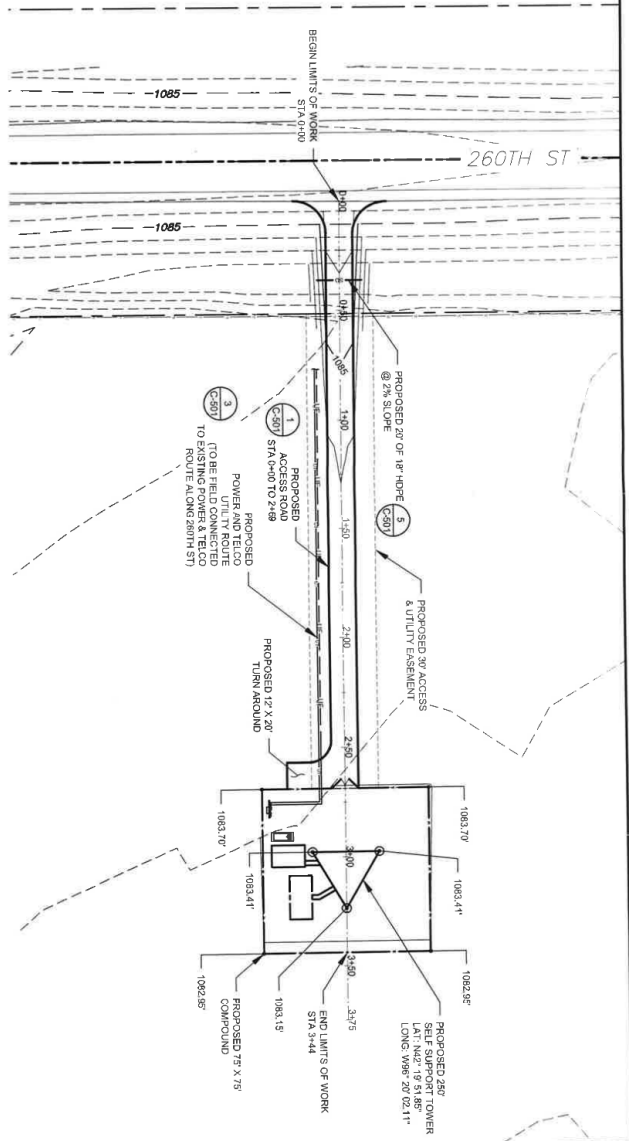 1085
260TH ST
BEGIN LIMITS OF WORK
STA 0+00
1085
0+00
0+50
1085
1+00
1+50
2+00
2+50
3+00
3+50
3+75
PROPOSED 20' OF 18" HDPE
@ 2% SLOPE
5
C-501
PROPOSED 30' ACCESS
& UTILITY EASEMENT
1
C-501
PROPOSED
ACCESS ROAD
STA 0+00 TO 2+69
3
C-501
PROPOSED
POWER AND TELCO
UTILITY ROUTE
(TO BE FIELD CONNECTED
TO EXISTING POWER & TELCO
ROUTE ALONG 260TH ST)
PROPOSED 12' X 20'
TURN AROUND
1083.70'
1083.70'
1083.41'
1083.41'
1083.15'
1082.95'
1082.95'
PROPOSED 250'
SELF SUPPORT TOWER
LAT: N42° 19' 51.85"
LONG: W96° 20' 02.11"
END LIMITS OF WORK
STA 3+44
PROPOSED 75' X 75'
COMPOUND